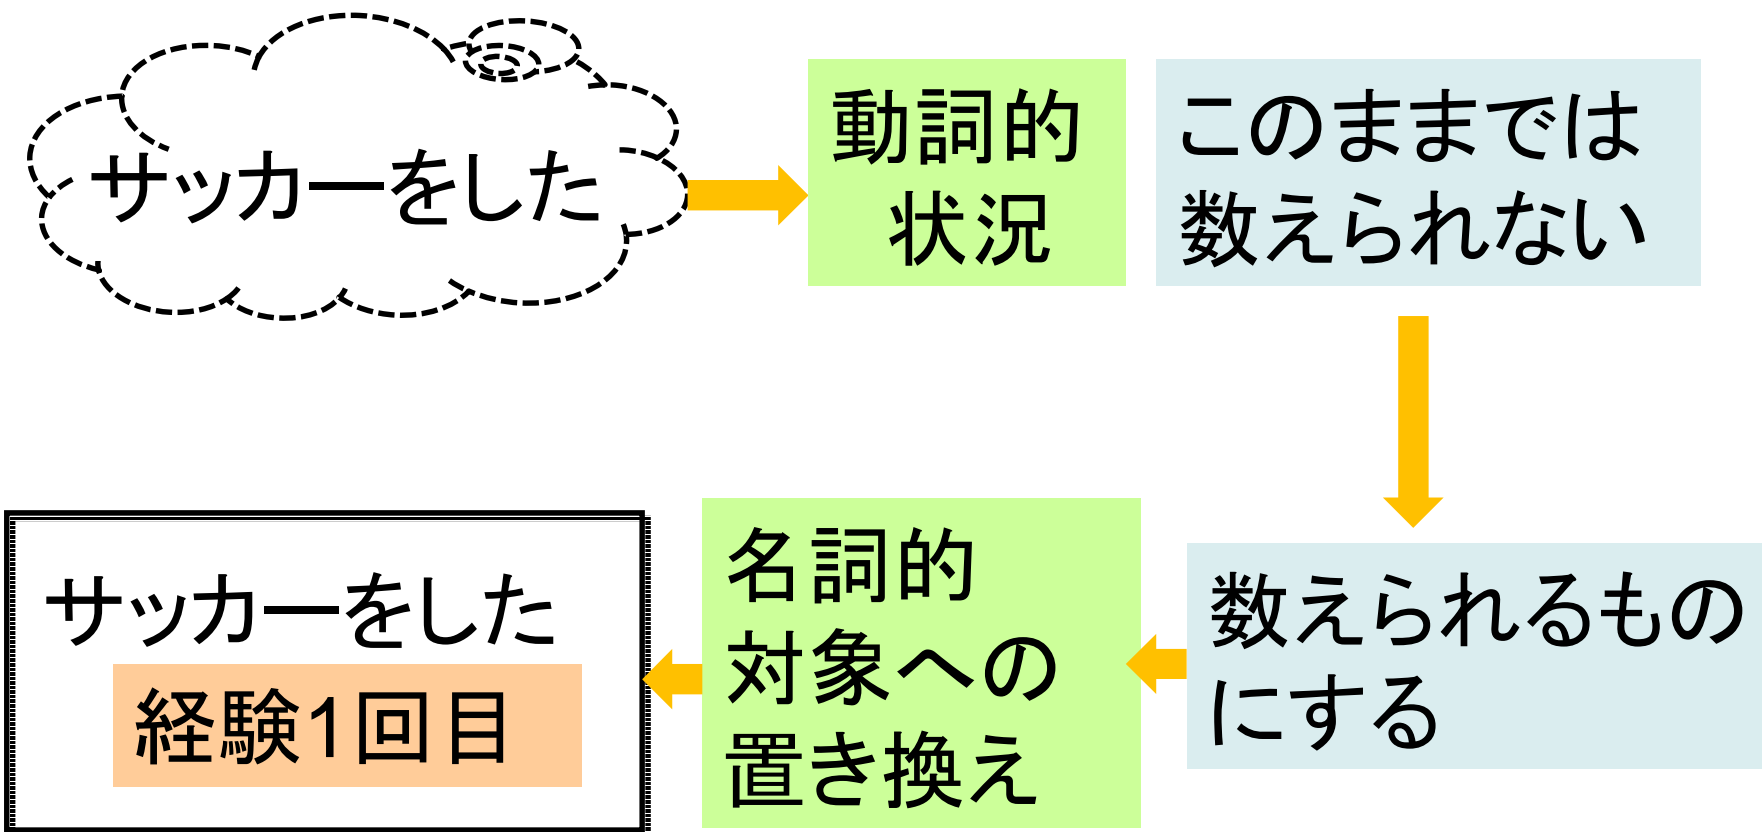 サッカーをした
動詞的
状況
このままでは
数えられない
数えられるもの
にする
名詞的
対象への
置き換え
サッカーをした
経験1回目